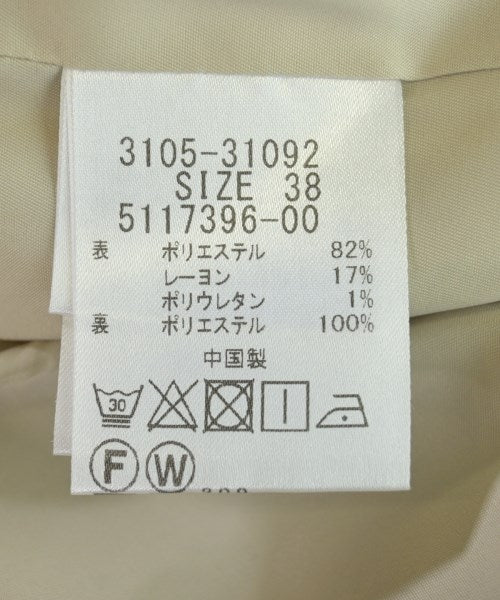 3105-31092
SIZE 38
5117396-00
表 ポリエステル 82%
レーヨン 17%
ポリウレタン 1%
裏 ポリエステル 100%
中国製
30
F W